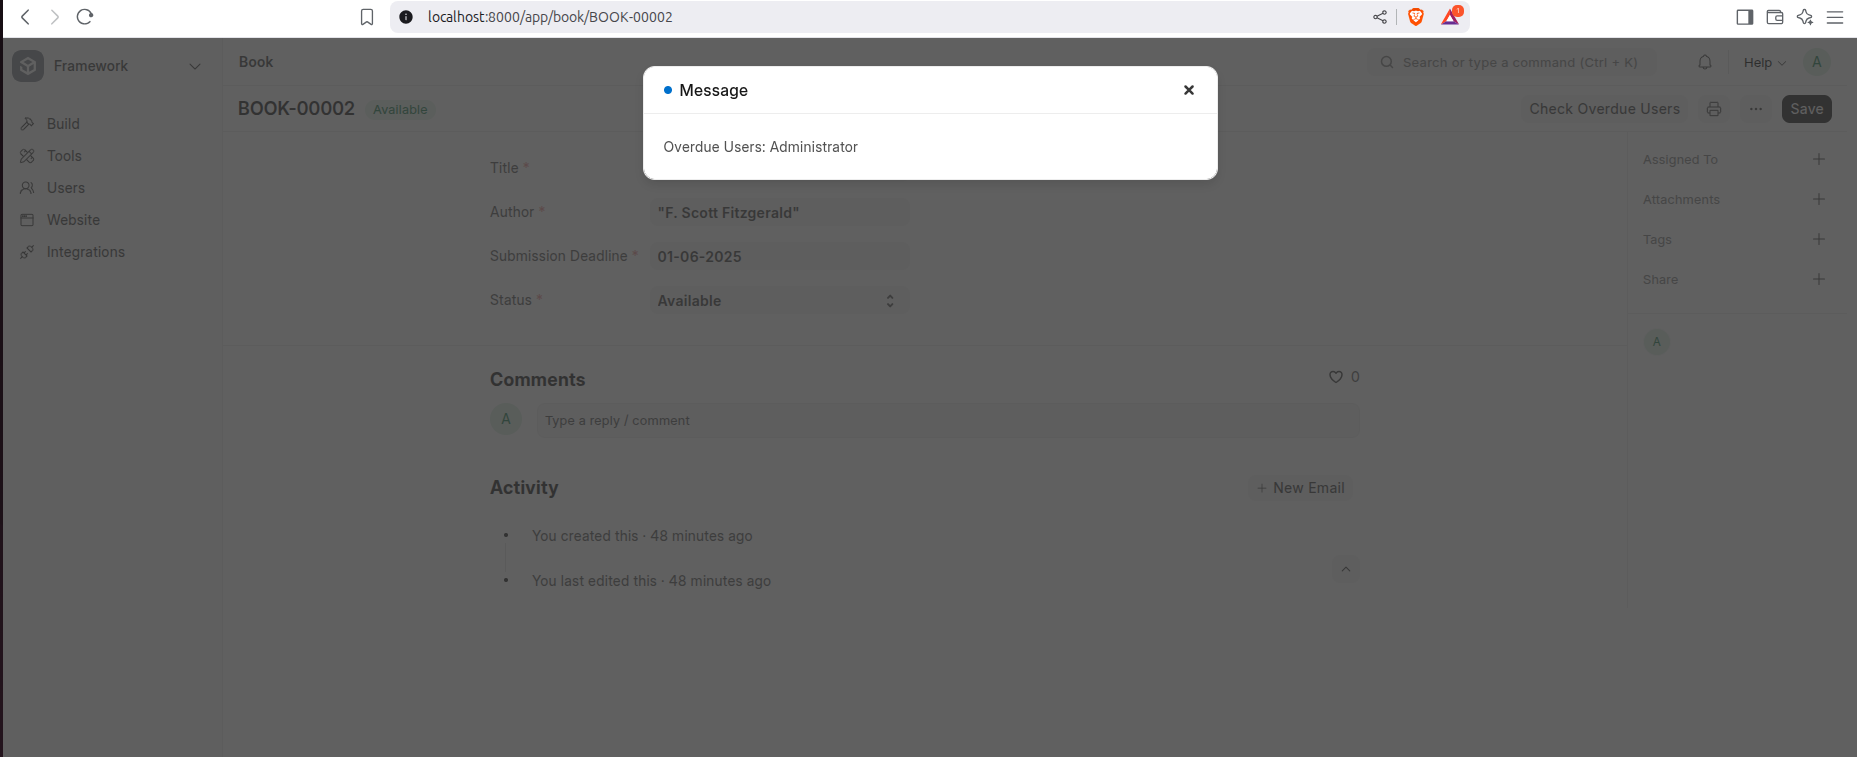 localhost:8000/app/book/BOOK-00002
1
Framework
Book
Search or type a command (Ctrl + K)
Help
A
Message
Overdue Users: Administrator
BOOK-00002
Available
Check Overdue Users
Save
Build
Tools
Users
Website
Integrations
Title *
Author *
"F. Scott Fitzgerald"
Submission Deadline *
01-06-2025
Status *
Available
Assigned To
Attachments
Tags
Share
A
Comments
0
A
Type a reply / comment
Activity
+ New Email
You created this · 48 minutes ago
You last edited this · 48 minutes ago